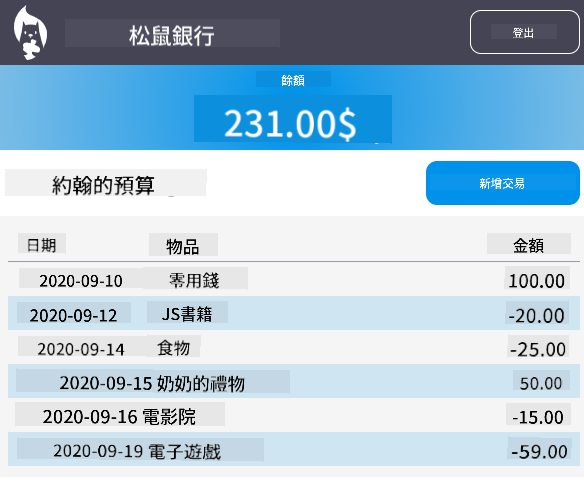 松鼠銀行
登出
餘額
231.00$
約翰的預算
新增交易
日期 物品 金額
2020-09-10 零用錢 100.00
2020-09-12 JS書籍 -20.00
2020-09-14 食物 -25.00
2020-09-15 奶奶的禮物 50.00
2020-09-16 電影院 -15.00
2020-09-19 電子遊戲 -59.00